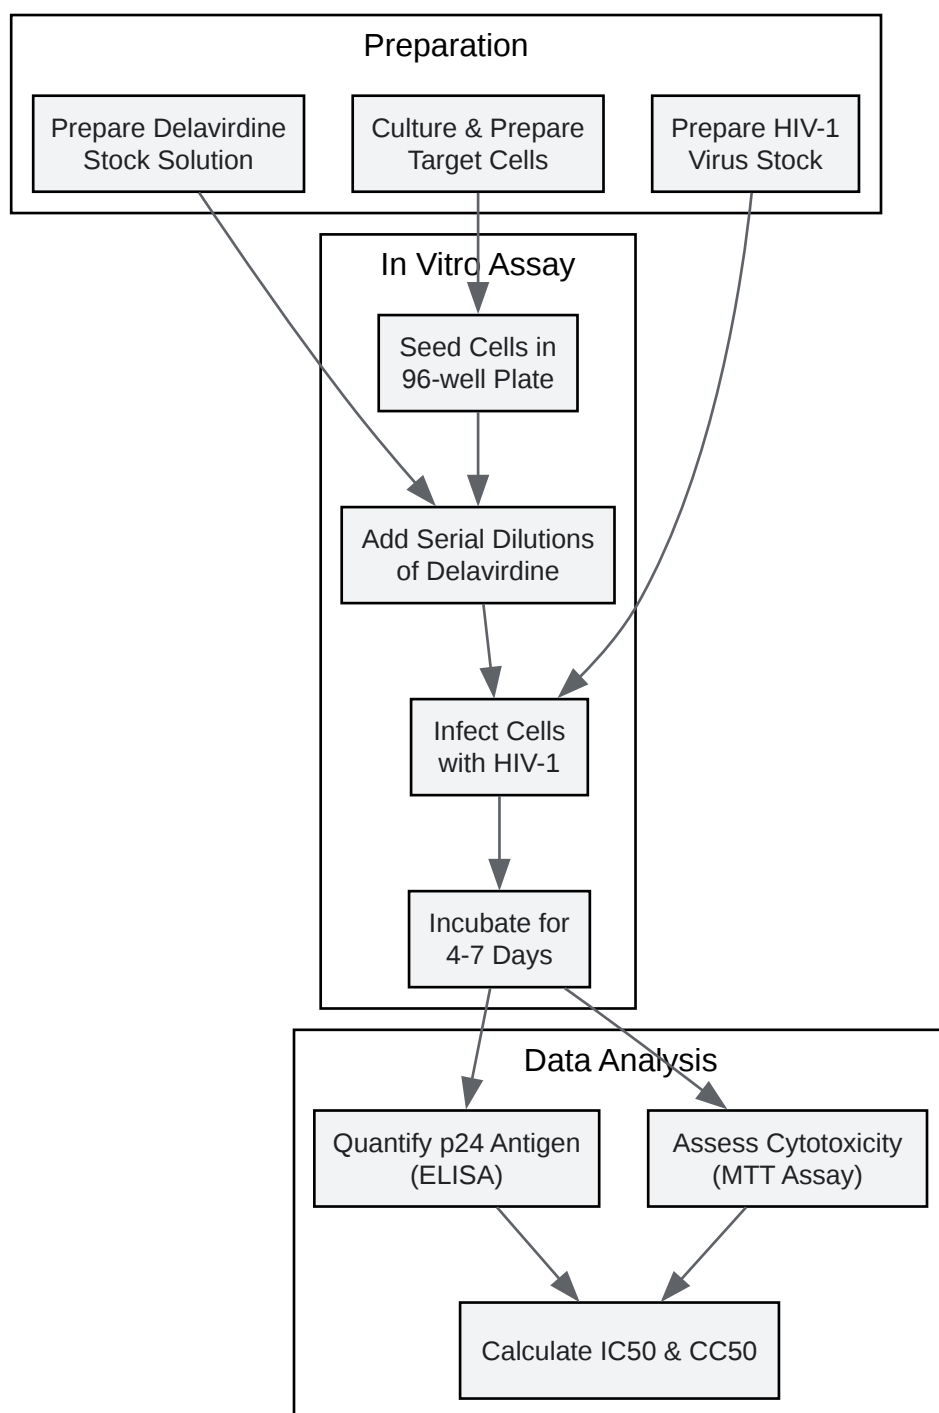 Preparation
Prepare Delavirdine
Stock Solution
Culture & Prepare
Target Cells
Prepare HIV-1
Virus Stock
In Vitro Assay
Seed Cells in
96-well Plate
Add Serial Dilutions
of Delavirdine
Infect Cells
with HIV-1
Incubate for
4-7 Days
Data Analysis
Quantify p24 Antigen
(ELISA)
Assess Cytotoxicity
(MTT Assay)
Calculate IC50 & CC50